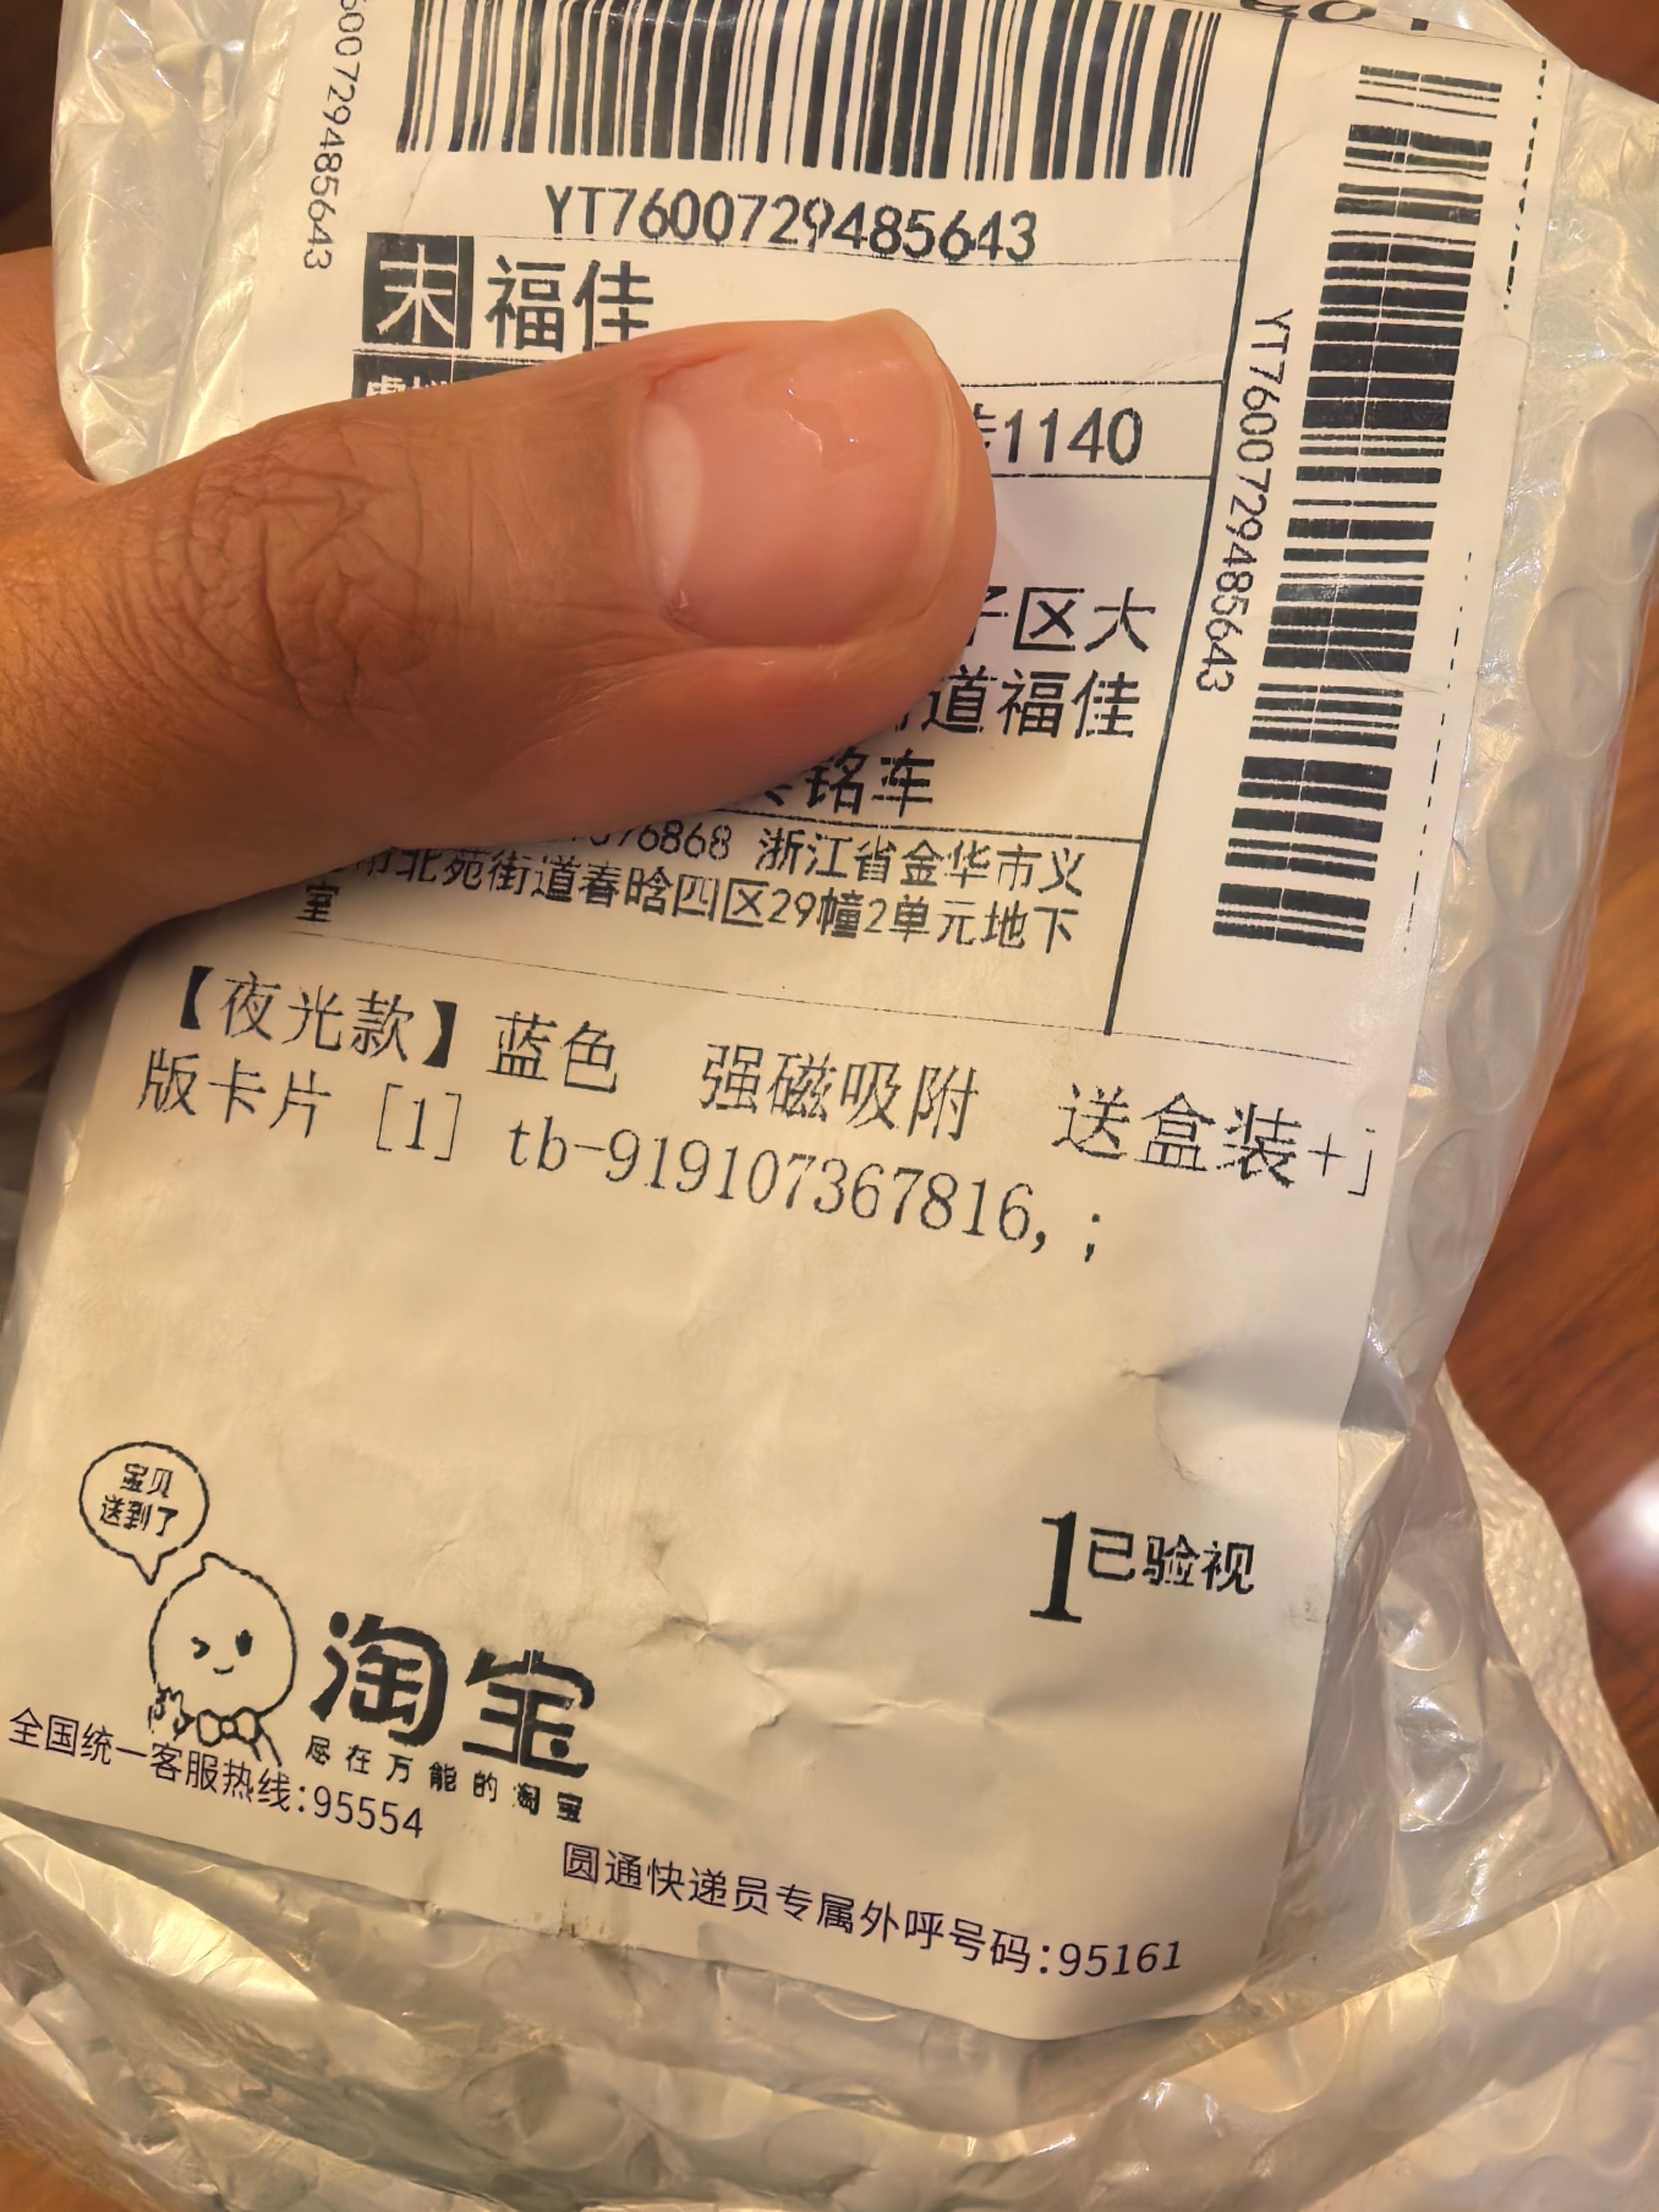 YT7600729485643
600729485643
末 福佳
1140
YT7600729485643
区大
道福佳
铭车
76868 浙江省金华市义
市北苑街道春晗四区29幢2单元地下
室
【夜光款】蓝色 强磁吸附 送盒装+j
版卡片 [1] tb-919107367816, ;
宝贝
送到了
1已验视
淘宝
尽在万能的淘宝
全国统一客服热线:95554
圆通快递员专属外呼号码:95161